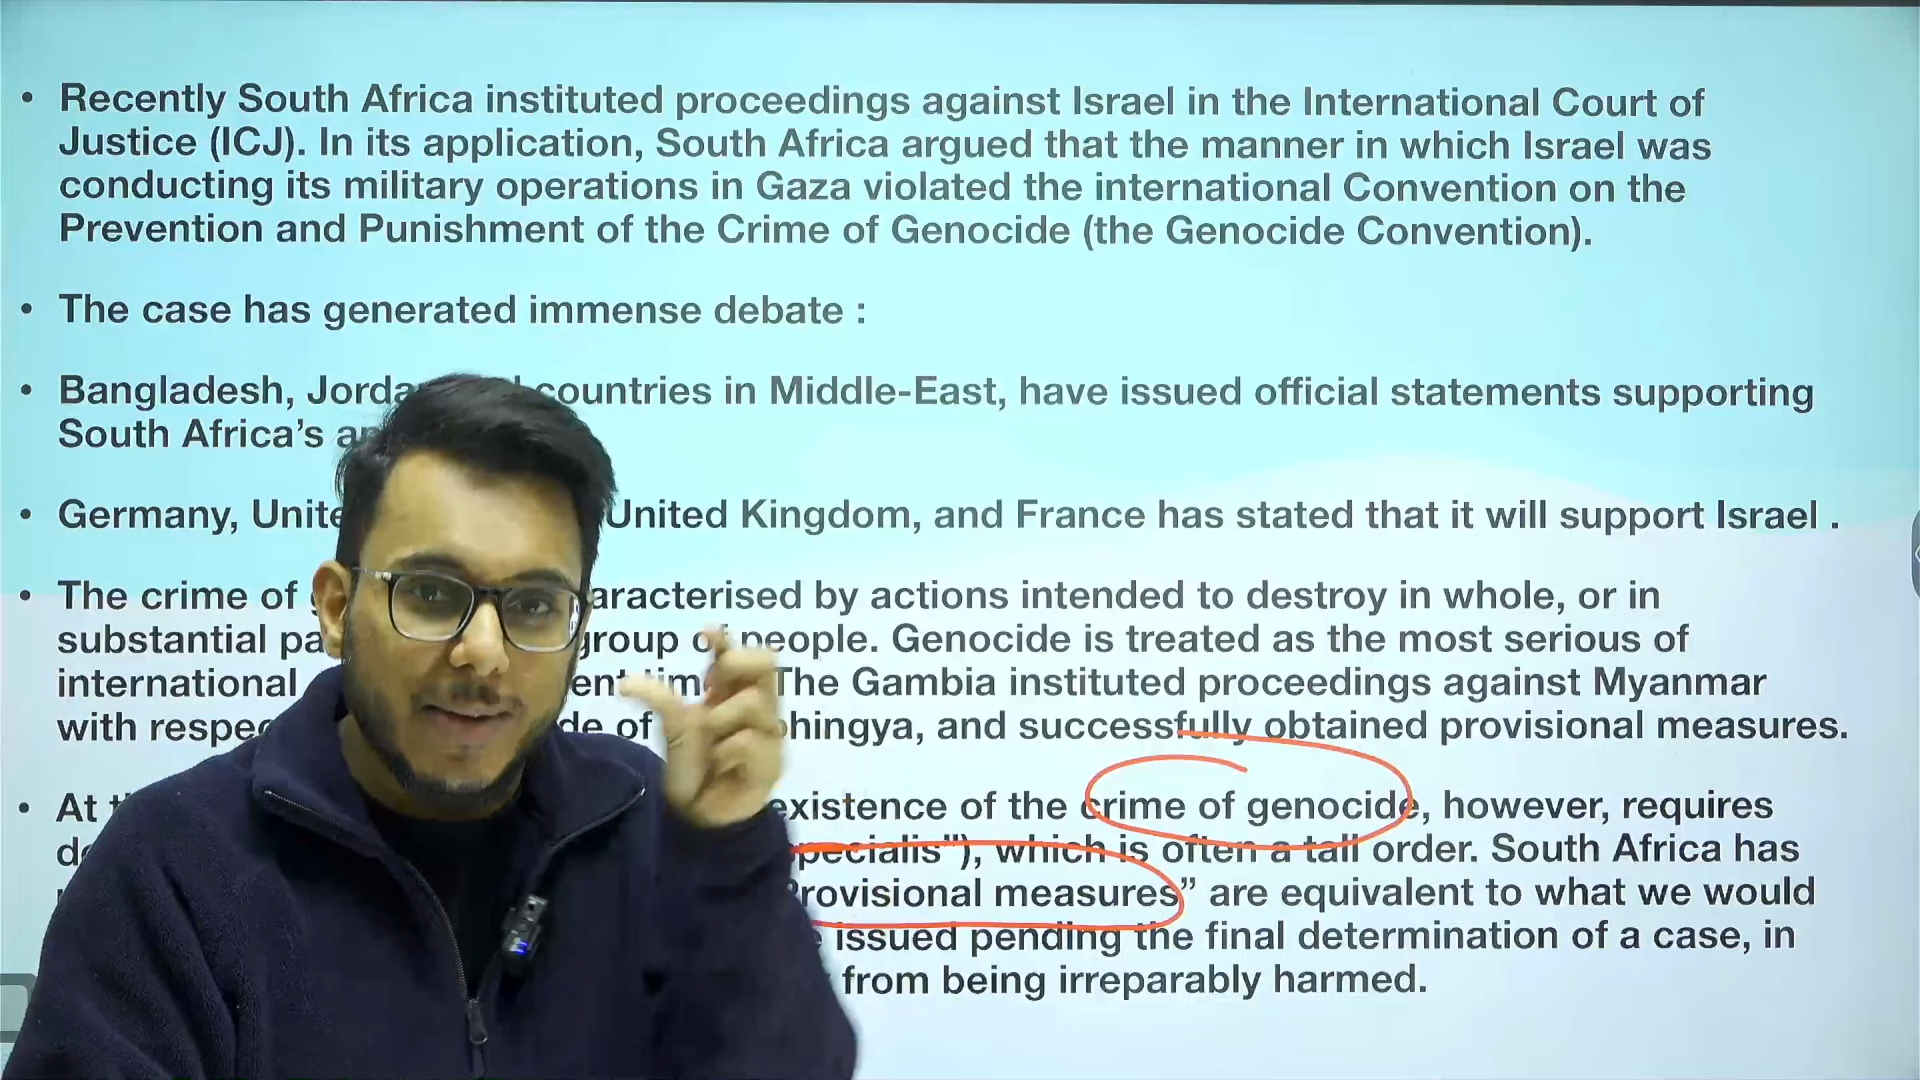 • Recently South Africa instituted proceedings against Israel in the International Court of
Justice (ICJ). In its application, South Africa argued that the manner in which Israel was
conducting its military operations in Gaza violated the international Convention on the
Prevention and Punishment of the Crime of Genocide (the Genocide Convention).
• The case has generated immense debate :
• Bangladesh, countries in Middle-East, have issued official statements supporting
South Africa's
• Germany, United Kingdom, and France has stated that it will support Israel .
• The crime of by actions intended to destroy in whole, or in
substantial group people. Genocide is treated as the most serious of
international The Gambia instituted proceedings against Myanmar
with of and successfully obtained provisional measures.
• At existence of the crime of genocide, however, requires
which is often a tall order. South Africa has
Provisional measures” are equivalent to what we would
issued pending the final determination of a case, in
from being irreparably harmed.